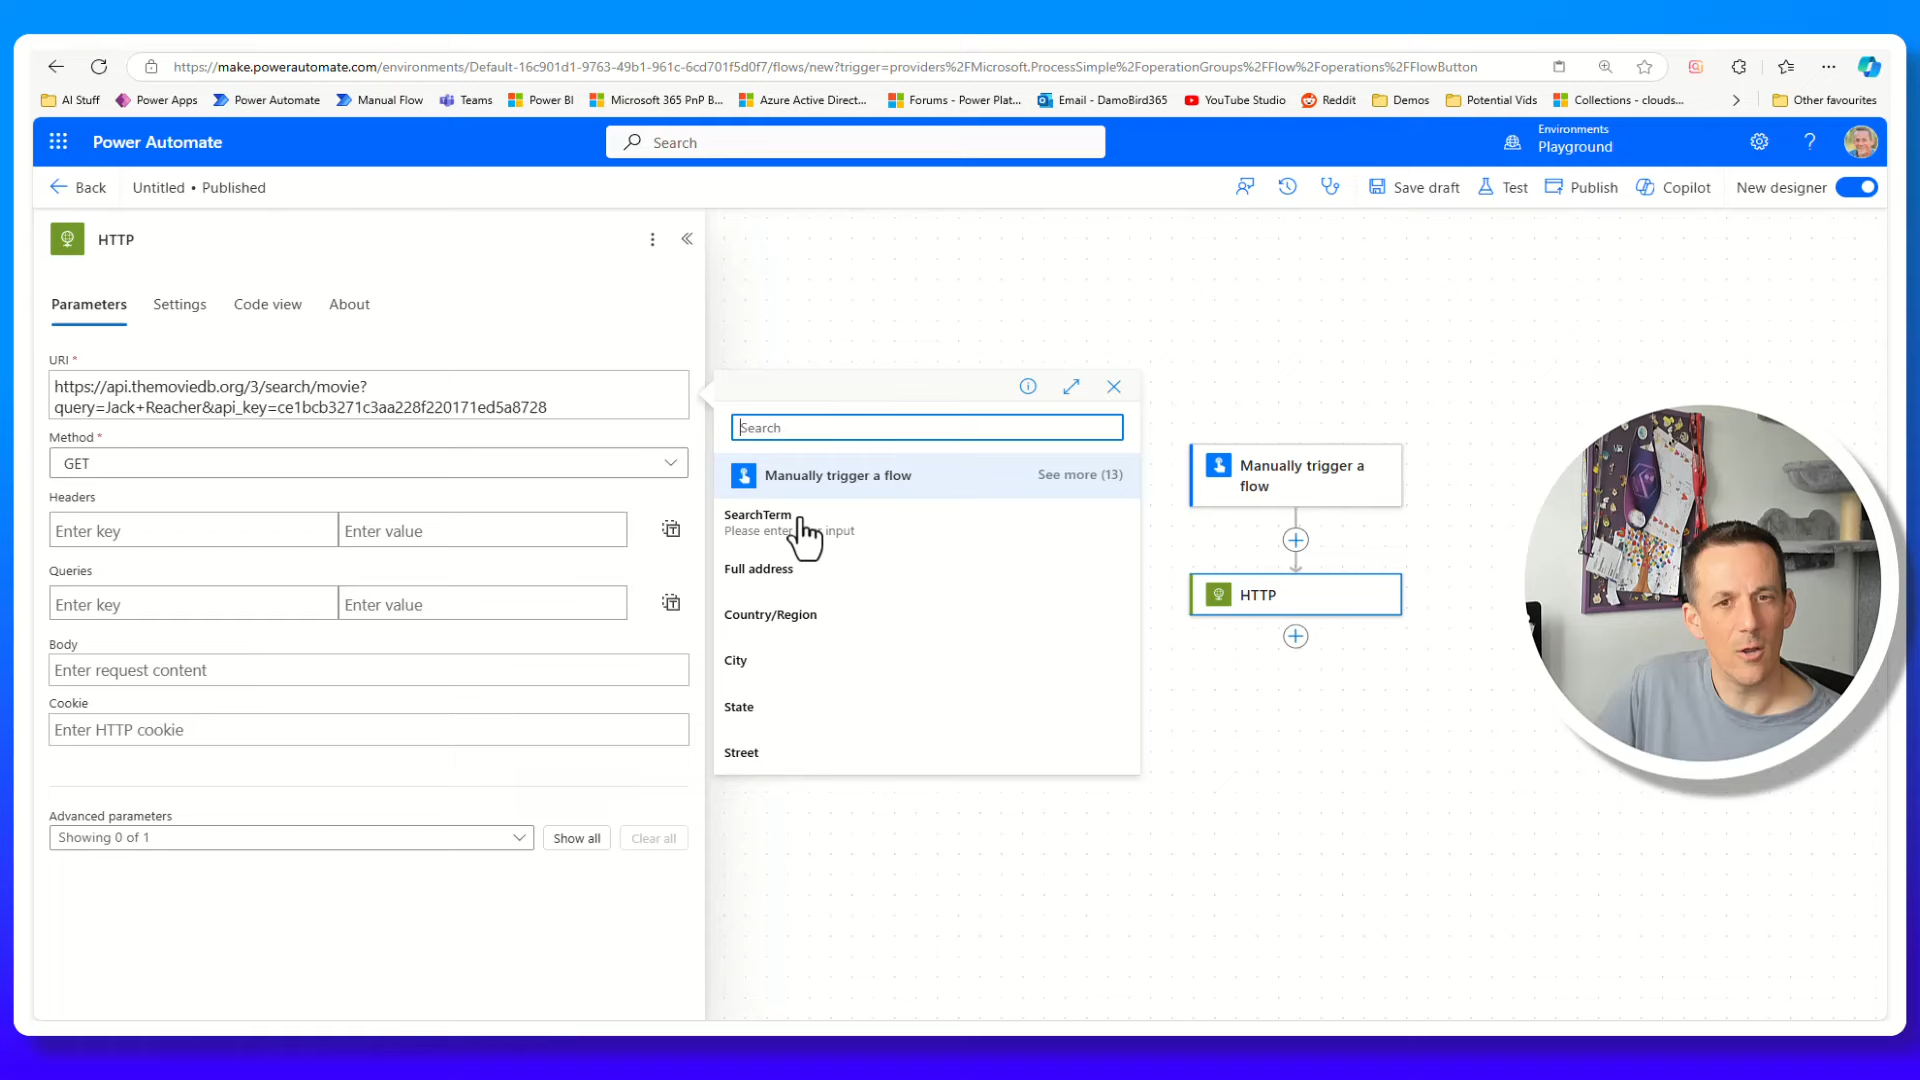 https://make.powerautomate.com/environments/Default-16c901d1-9763-49b1-961c-6cd701f5d0f7/flows/new?trigger=providers%2FMicrosoft.ProcessSimple%2FoperationGroups%2FFlow%2Foperations%2FFlowButton
AI Stuff Power Apps Power Automate Manual Flow Teams Power BI Microsoft 365 PnP B... Azure Active Direct... Forums - Power Plat... Email - DamoBird365 YouTube Studio Reddit Demos Potential Vids Collections - clouds... Other favourites
Power Automate
Search
Environments
Playground
Back Untitled • Published
Save draft Test Publish Copilot New designer
HTTP
Parameters Settings Code view About
URI *
https://api.themoviedb.org/3/search/movie?
query=Jack+Reacher&api_key=ce1bcb3271c3aa228f220171ed5a8728
Method *
GET
Headers
Enter key Enter value
Queries
Enter key Enter value
Body
Enter request content
Cookie
Enter HTTP cookie
Advanced parameters
Showing 0 of 1 Show all Clear all
Search
Manually trigger a flow See more (13)
SearchTerm
Please enter input
Full address
Country/Region
City
State
Street
Manually trigger a
flow
HTTP